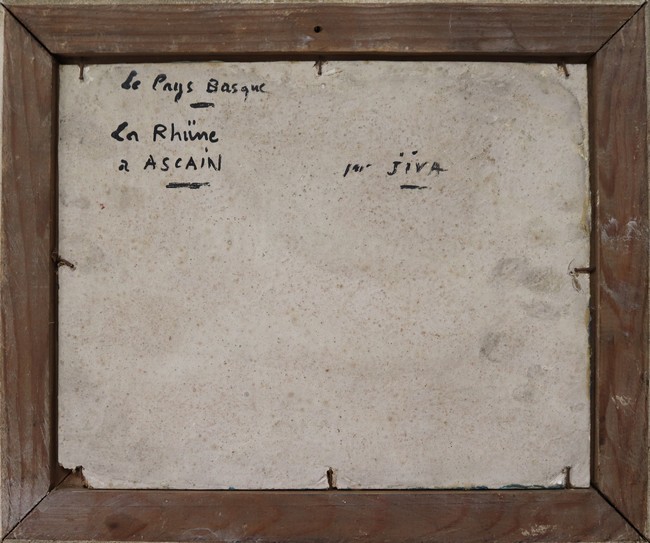 Le Pays Basque
La Rhüne
a ASCAIN
par JiVA